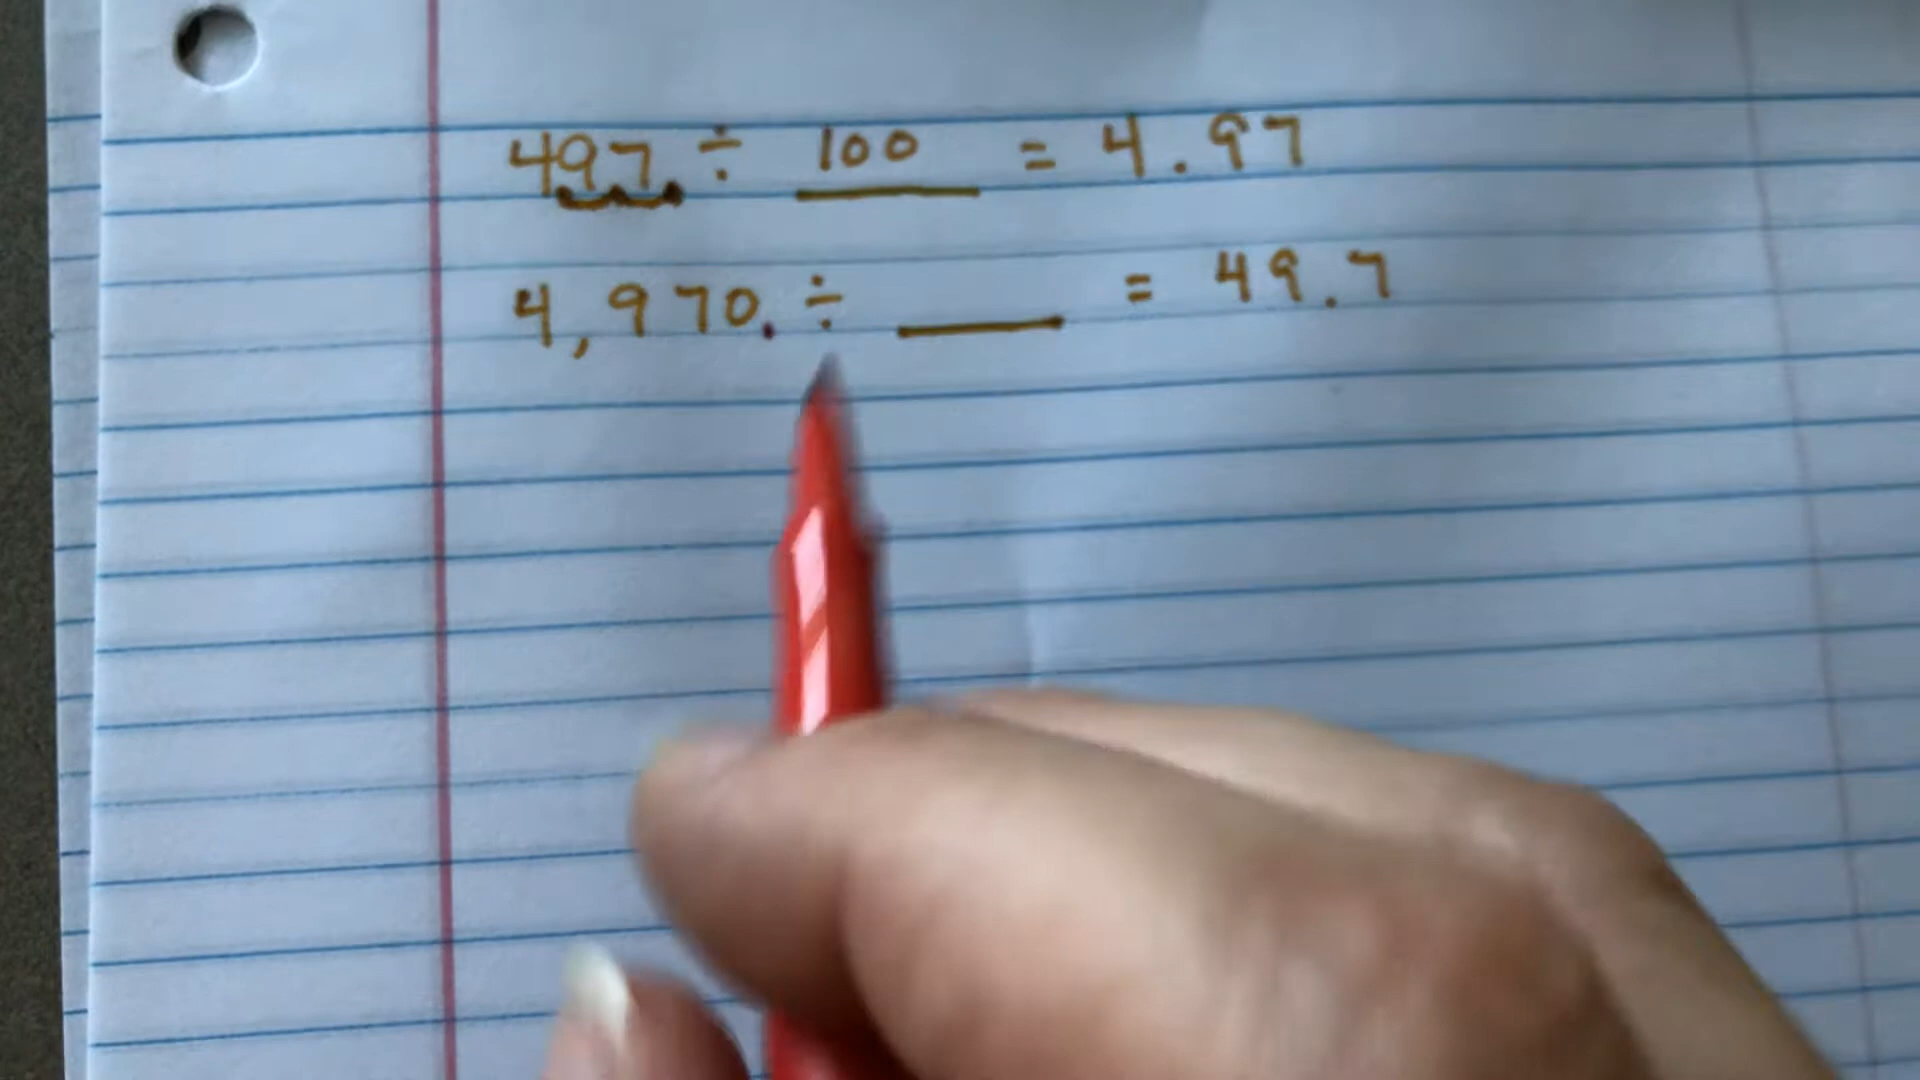 497. ÷ 100 = 4.97
4,970. ÷ ____ = 49.7